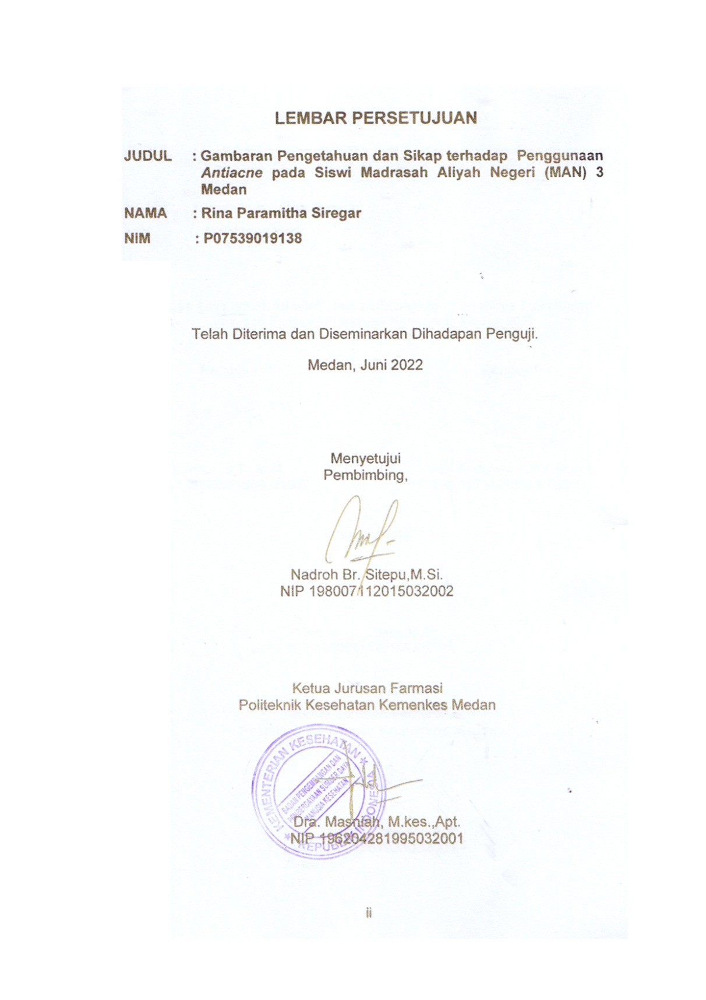 LEMBAR PERSETUJUAN
JUDUL : Gambaran Pengetahuan dan Sikap terhadap Penggunaan
Antiacne pada Siswi Madrasah Aliyah Negeri (MAN) 3
Medan
NAMA : Rina Paramitha Siregar
NIM : P07539019138
Telah Diterima dan Diseminarkan Dihadapan Penguji.
Medan, Juni 2022
Menyetujui
Pembimbing,
Nadroh Br. Sitepu,M.Si.
NIP 198007112015032002
Ketua Jurusan Farmasi
Politeknik Kesehatan Kemenkes Medan
KEMENTERIAN KESEHATAN
BADAN PENGEMBANGAN DAN
PEMBERDAYAAN SUMBER DAYA
MANUSIA KESEHATAN
REPUBLIK INDONESIA
Dra. Masniah, M.kes.,Apt.
NIP 196204281995032001
ii